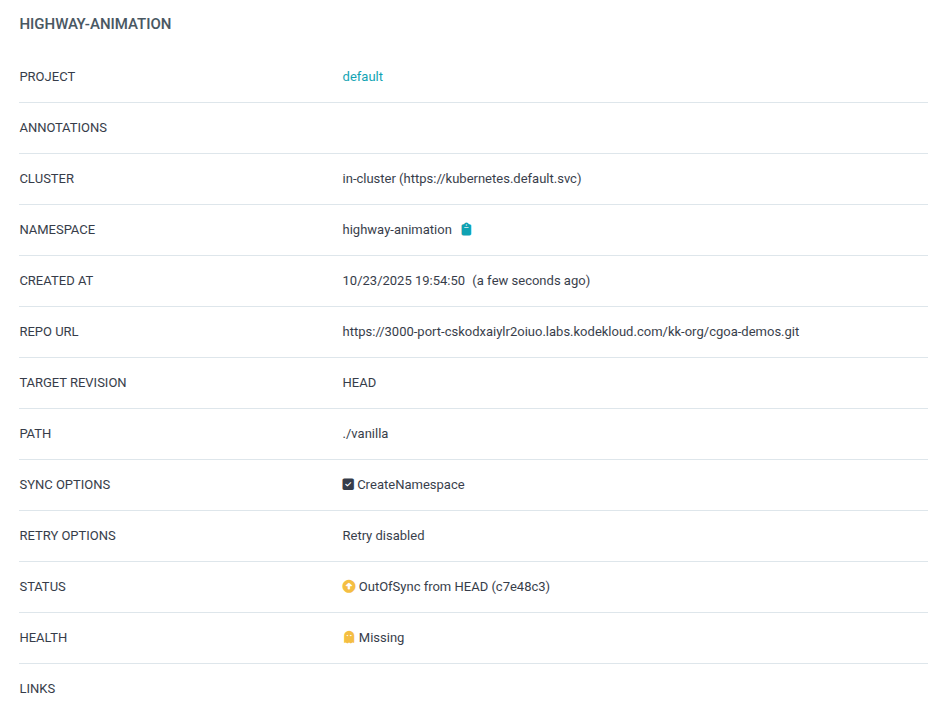 HIGHWAY-ANIMATION
PROJECT default
ANNOTATIONS
CLUSTER in-cluster (https://kubernetes.default.svc)
NAMESPACE highway-animation
CREATED AT 10/23/2025 19:54:50 (a few seconds ago)
REPO URL https://3000-port-cskodxaiylr2oiuo.labs.kodekloud.com/kk-org/cgoa-demos.git
TARGET REVISION HEAD
PATH ./vanilla
SYNC OPTIONS CreateNamespace
RETRY OPTIONS Retry disabled
STATUS OutOfSync from HEAD (c7e48c3)
HEALTH Missing
LINKS